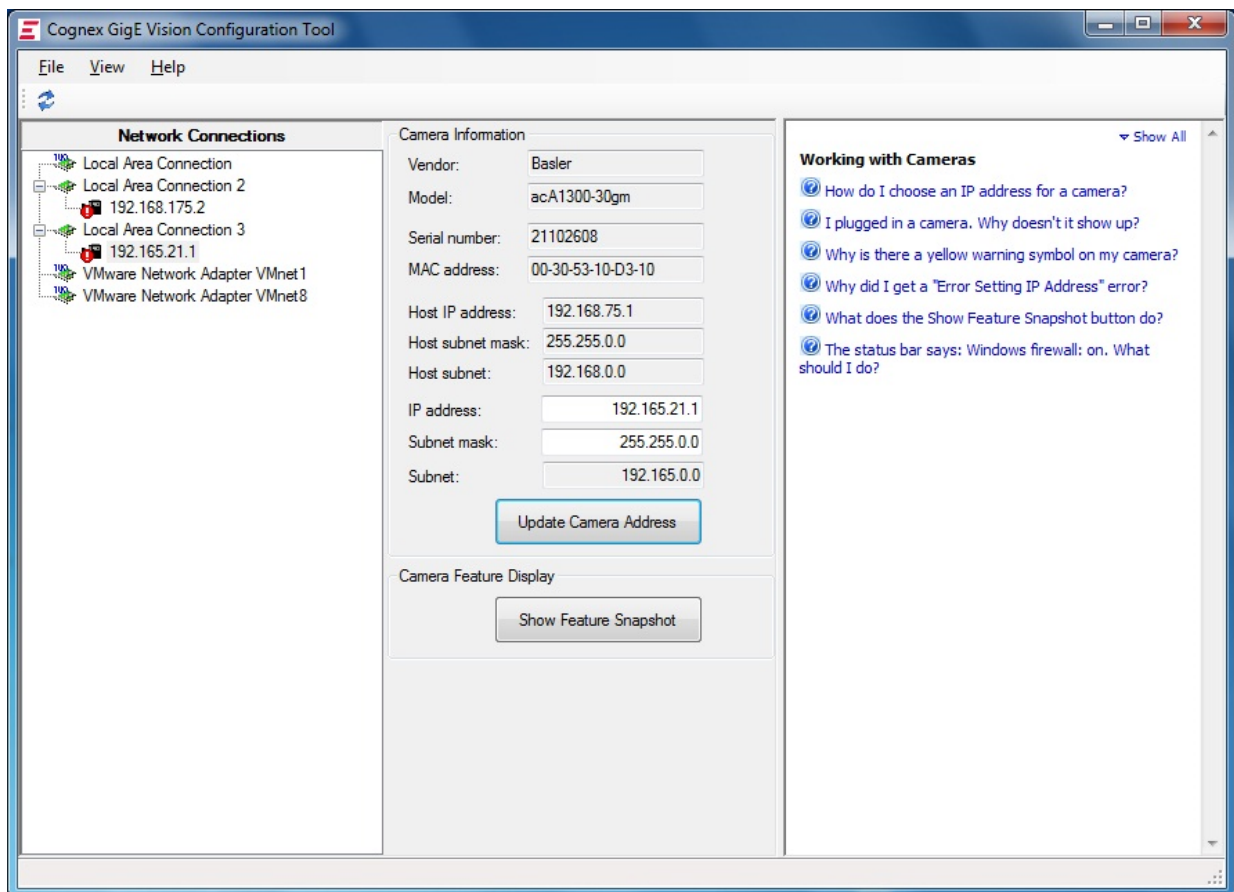 Cognex GigE Vision Configuration Tool
File View Help
Network Connections
Local Area Connection
Local Area Connection 2
192.168.175.2
Local Area Connection 3
192.165.21.1
VMware Network Adapter VMnet1
VMware Network Adapter VMnet8
Camera Information
Vendor: Basler
Model: acA1300-30gm
Serial number: 21102608
MAC address: 00-30-53-10-D3-10
Host IP address: 192.168.75.1
Host subnet mask: 255.255.0.0
Host subnet: 192.168.0.0
IP address: 192.165.21.1
Subnet mask: 255.255.0.0
Subnet: 192.165.0.0
Update Camera Address
Camera Feature Display
Show Feature Snapshot
Show All
Working with Cameras
How do I choose an IP address for a camera?
I plugged in a camera. Why doesn't it show up?
Why is there a yellow warning symbol on my camera?
Why did I get a "Error Setting IP Address" error?
What does the Show Feature Snapshot button do?
The status bar says: Windows firewall: on. What
should I do?